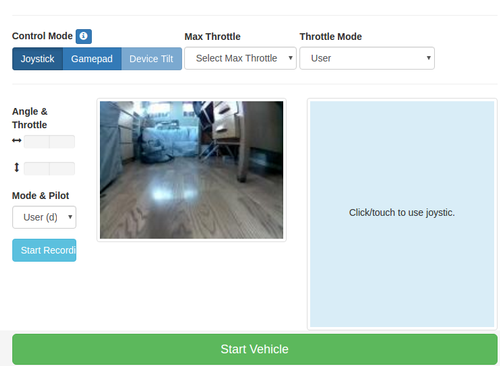 Control Mode
Max Throttle
Throttle Mode
Joystick
Gamepad
Device Tilt
Select Max Throttle
User
Angle &
Throttle
Mode & Pilot
User (d)
Start Recordi
Click/touch to use joystic.
Start Vehicle